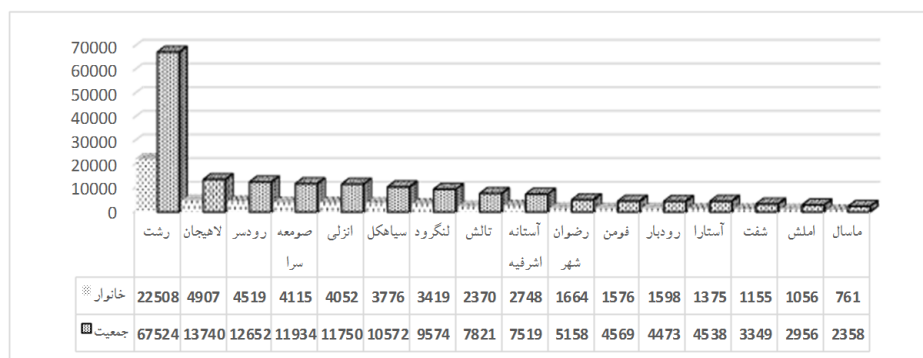 70000
60000
50000
40000
30000
20000
10000
0
رشت لاهیجان رودسر صومعه سرا انزلی سیاهکل لنگرود تالش آستانه اشرفیه رضوان شهر فومن رودبار آستارا شفت املش ماسال
خانوار 22508 4907 4519 4115 4052 3776 3419 2370 2748 1664 1576 1598 1375 1155 1056 761
جمعیت 67524 13740 12652 11934 11750 10572 9574 7821 7519 5158 4569 4473 4538 3349 2956 2358